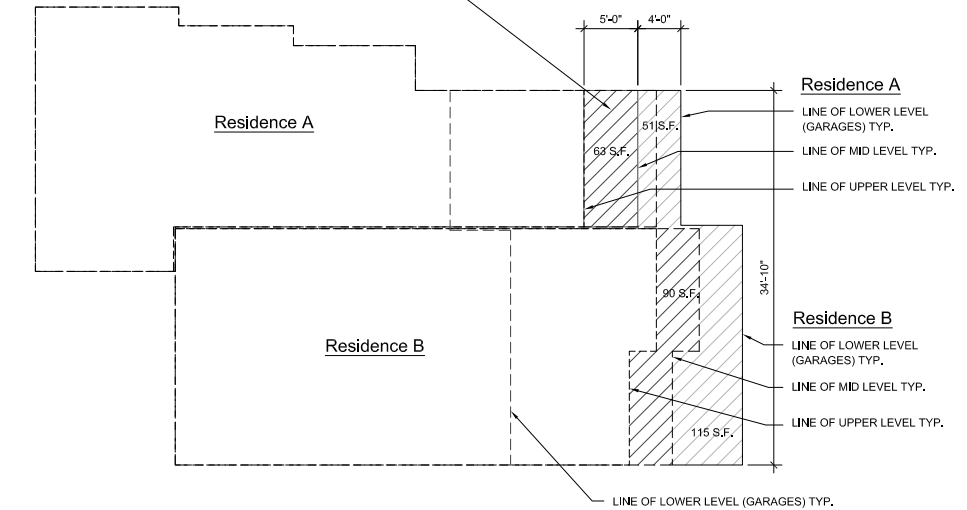 5'-0"
4'-0"
Residence A
Residence A
LINE OF LOWER LEVEL
(GARAGES) TYP.
51 S.F.
63 S.F.
LINE OF MID LEVEL TYP.
LINE OF UPPER LEVEL TYP.
34'-10"
90 S.F.
Residence B
Residence B
LINE OF LOWER LEVEL
(GARAGES) TYP.
LINE OF MID LEVEL TYP.
LINE OF UPPER LEVEL TYP.
115 S.F.
LINE OF LOWER LEVEL (GARAGES) TYP.